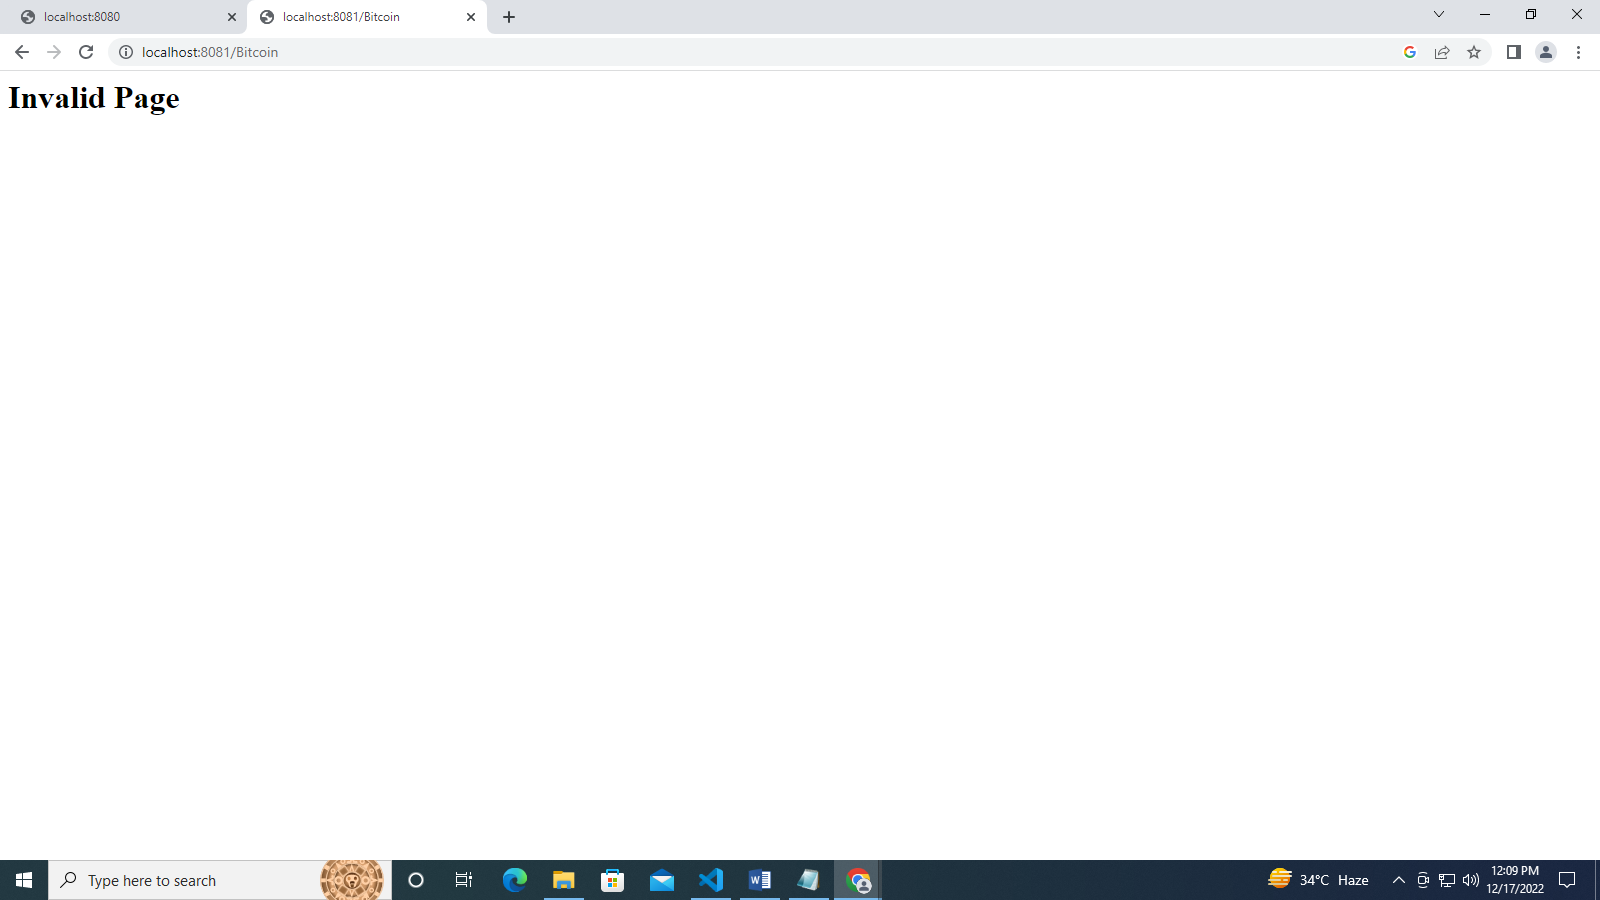 localhost:8080
localhost:8081/Bitcoin
localhost:8081/Bitcoin
Invalid Page
Type here to search
34°C Haze
12:09 PM
12/17/2022